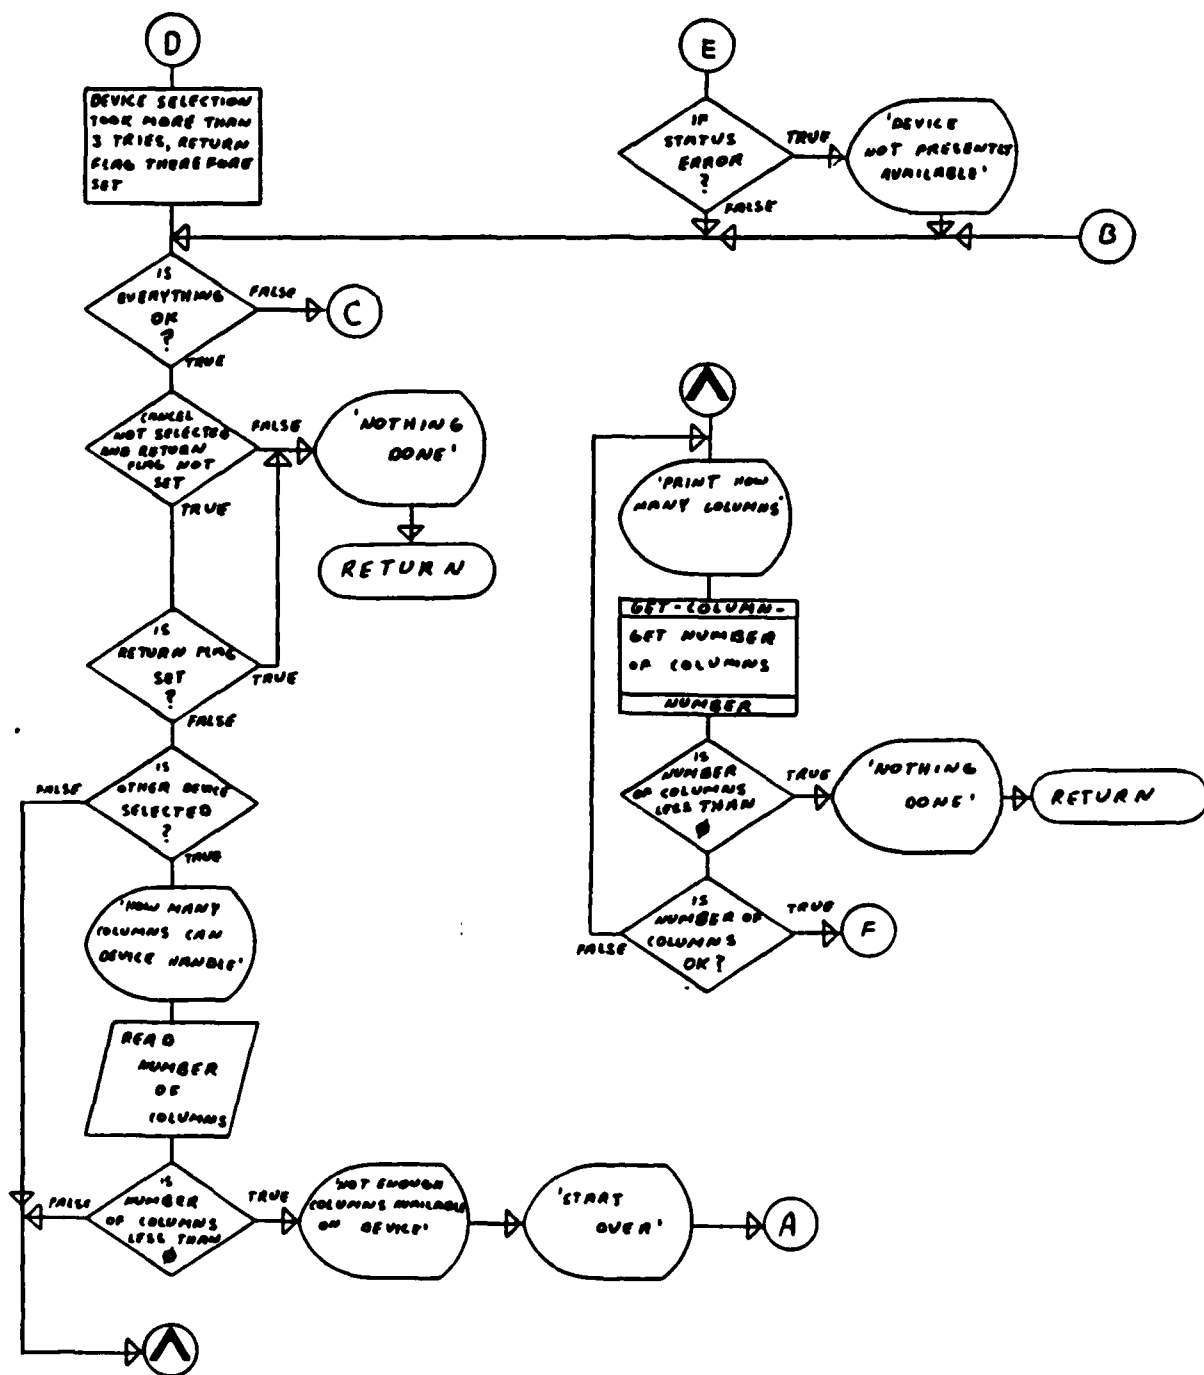 D
DEVICE SELECTION
TOOK MORE THAN
3 TRIES, RETURN
FLAG THEREFORE
SET
E
IF
STATUS
ERROR
?
TRUE
'DEVICE
NOT PRESENTLY
AVAILABLE'
FALSE
B
IS
EVERYTHING
OK
?
FALSE
C
TRUE
CANCEL
NOT SELECTED
AND RETURN
FLAG NOT
SET
FALSE
'NOTHING
DONE'
TRUE
RETURN
IS
RETURN FLAG
SET
?
TRUE
FALSE
IS
OTHER DEVICE
SELECTED
?
FALSE
TRUE
'HOW MANY
COLUMNS CAN
DEVICE HANDLE'
READ
NUMBER
OF
COLUMNS
IS
NUMBER
OF COLUMNS
LESS THAN
Ø
FALSE
TRUE
'NOT ENOUGH
COLUMNS AVAILABLE
ON DEVICE'
'START
OVER'
A
'PRINT HOW
MANY COLUMNS'
GET-COLUMN-
GET NUMBER
OF COLUMNS
NUMBER
IS
NUMBER
OF COLUMNS
LESS THAN
Ø
TRUE
'NOTHING
DONE'
RETURN
IS
NUMBER OF
COLUMNS
OK?
FALSE
TRUE
F